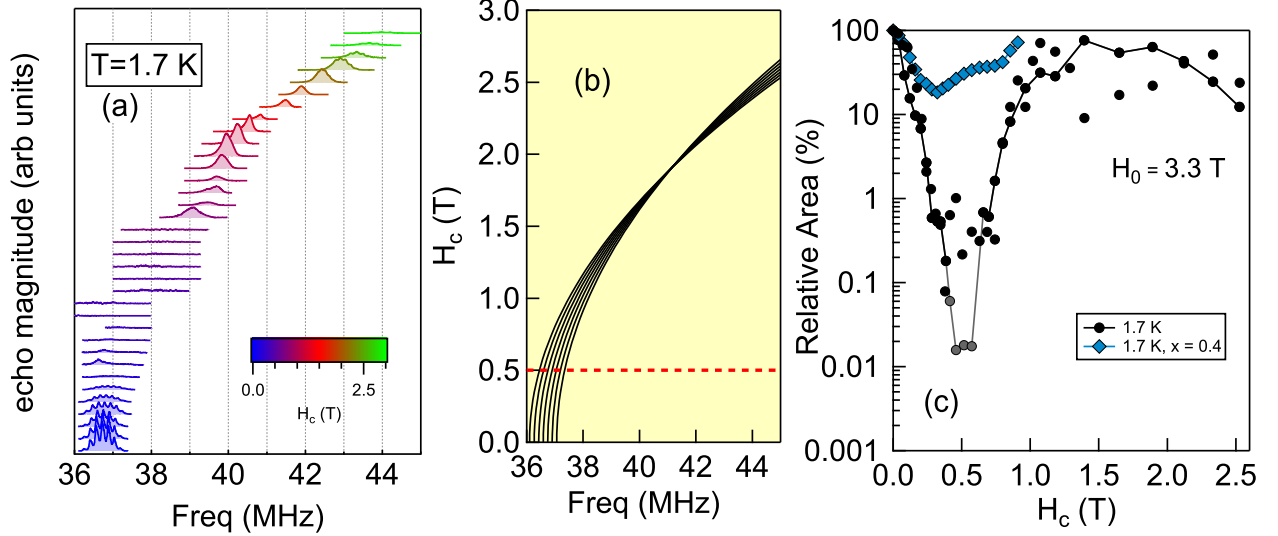 echo magnitude (arb units)
T=1.7 K
(a)
0.0
2.5
H_c (T)
36
38
40
42
44
Freq (MHz)
H_c (T)
3.0
2.5
2.0
1.5
1.0
0.5
0.0
(b)
36
38
40
42
44
Freq (MHz)
Relative Area (%)
100
10
1
0.1
0.01
0.001
H_0 = 3.3 T
1.7 K
1.7 K, x = 0.4
(c)
0.0
0.5
1.0
1.5
2.0
2.5
H_c (T)